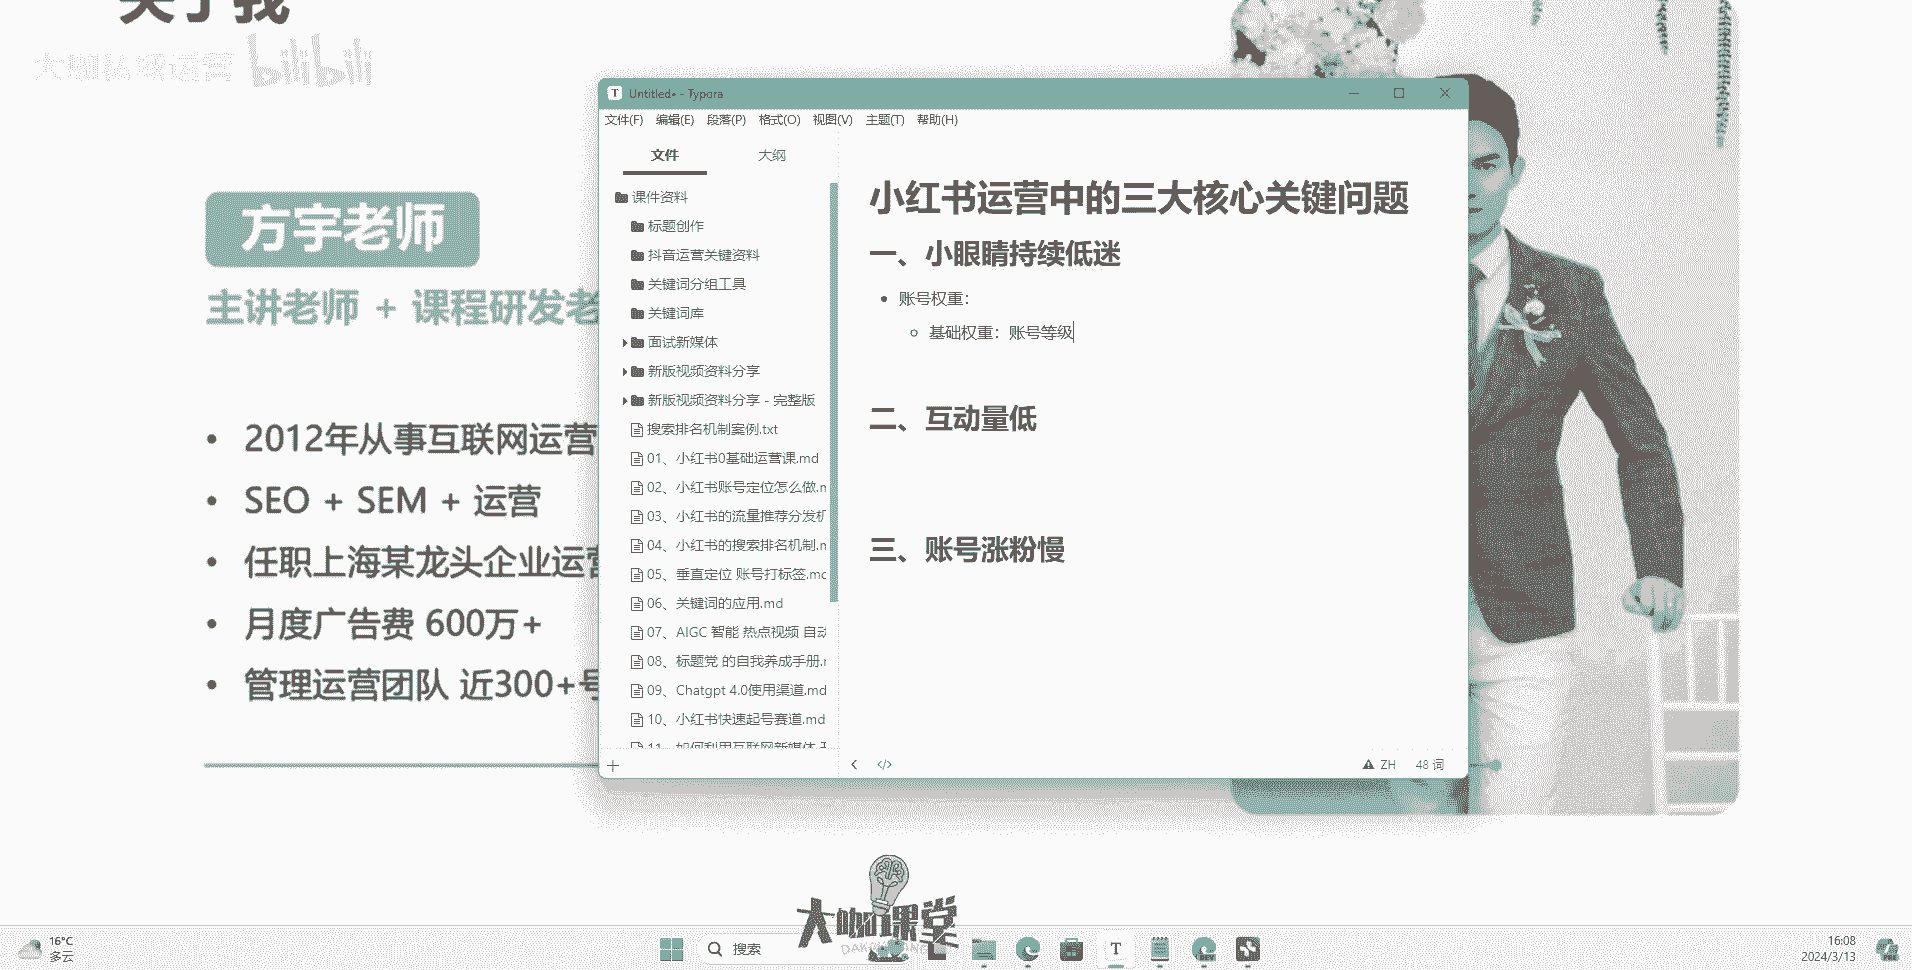 关于我
大咖私域运营 bilibili
方宇老师
主讲老师 + 课程研发老
2012年从事互联网运营
SEO + SEM + 运营
任职上海某龙头企业运营
月度广告费 600万+
管理运营团队 近300+号
Untitled• - Typora
文件(F) 编辑(E) 段落(P) 格式(O) 视图(V) 主题(T) 帮助(H)
文件 大纲
课件资料
标题创作
抖音运营关键资料
关键词分组工具
关键词库
面试新媒体
新版视频资料分享
新版视频资料分享 - 完整版
搜索排名机制案例.txt
01、小红书0基础运营课.md
02、小红书账号定位怎么做.m
03、小红书的流量推荐分发机
04、小红书的搜索排名机制.m
05、垂直定位 账号打标签.md
06、关键词的应用.md
07、AIGC 智能 热点视频 自动
08、标题党 的自我养成手册.m
09、Chatgpt 4.0使用渠道.md
10、小红书快速起号赛道.md
11、如何利用互联网新媒体
小红书运营中的三大核心关键问题
一、小眼睛持续低迷
账号权重：
基础权重：账号等级
二、互动量低
三、账号涨粉慢
ZH 48 词
大咖课堂
16°C
多云
搜索
16:08
2024/3/13